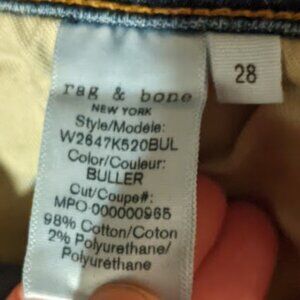 rag & bone
NEW YORK
Style/Modele:
W2647K520BUL
Color/Couleur:
BULLER
Cut/Coupe#:
MPO 000000965
98% Cotton/Coton
2% Polyurethane/
Polyurethane/
28